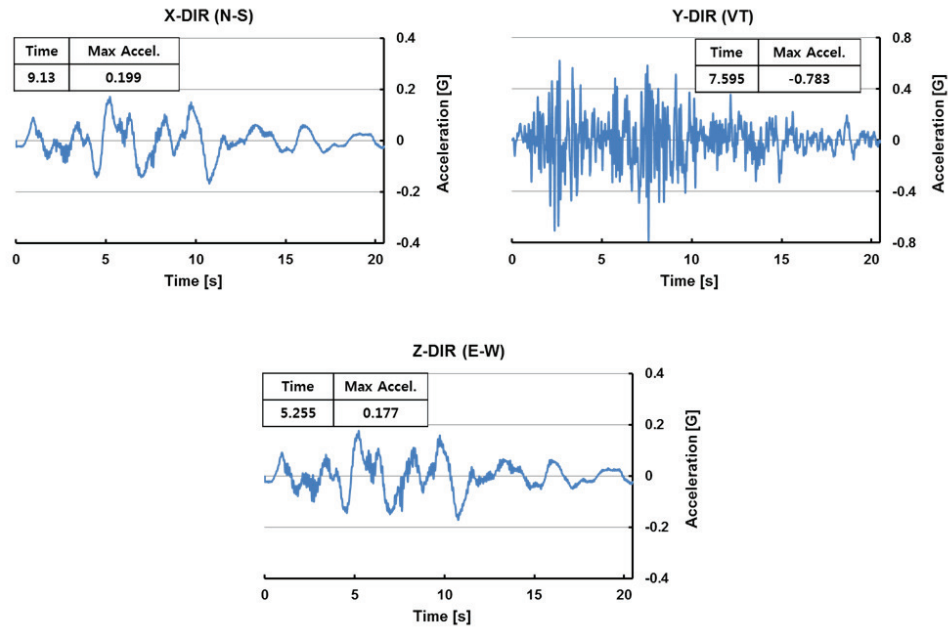 X-DIR (N-S)
Time Max Accel.
9.13 0.199
0.4
0.2
0
-0.2
-0.4
Acceleration [G]
0 5 10 15 20
Time [s]
Y-DIR (VT)
Time Max Accel.
7.595 -0.783
0.8
0.4
0
-0.4
-0.8
Acceleration [G]
0 5 10 15 20
Time [s]
Z-DIR (E-W)
Time Max Accel.
5.255 0.177
0.4
0.2
0
-0.2
-0.4
Acceleration [G]
0 5 10 15 20
Time [s]